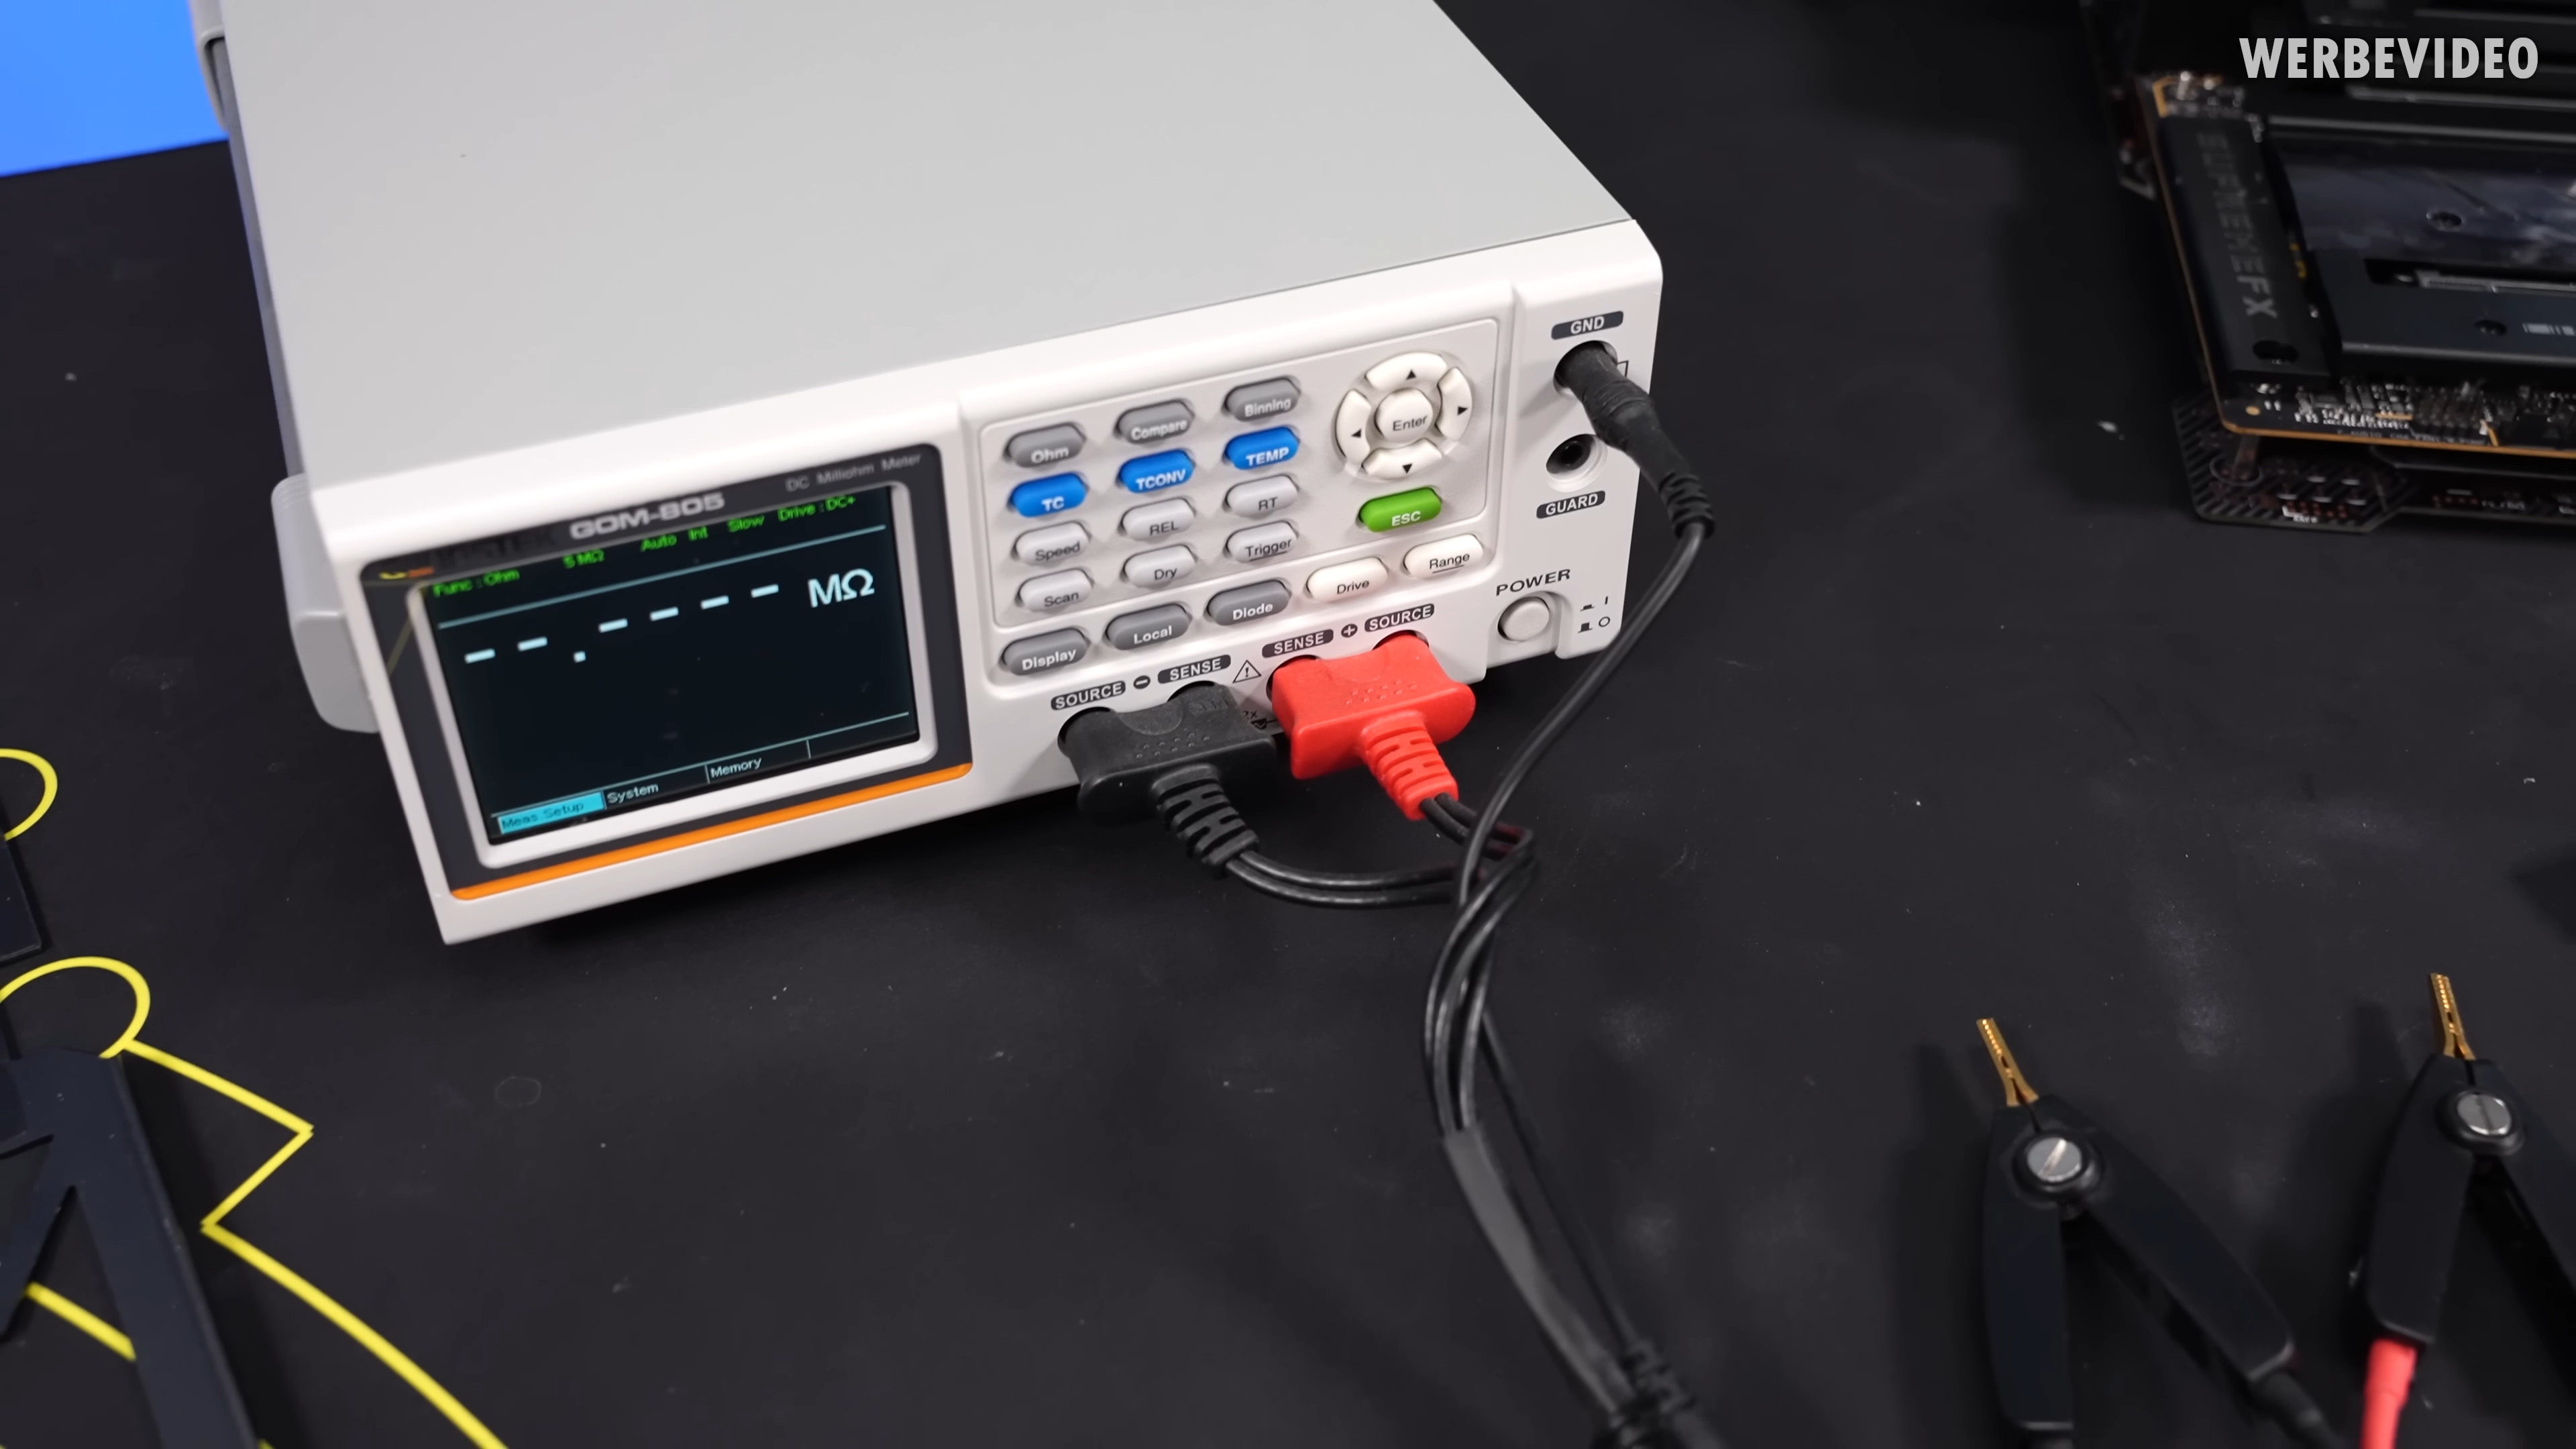 WERBEVIDEO
SUPREMEFX
DC Milliohm Meter
GOM-805
Func : Ohm 5 MΩ Auto Int Slow Drive : DC+
-- . ---- MΩ
Meas Setup System Memory
Ohm Compare Binning
TC TCONV TEMP
Speed REL RT
Scan Dry Trigger
Display Local Diode Drive Range
Enter
ESC
GND
GUARD
POWER
SOURCE - SENSE
SENSE + SOURCE